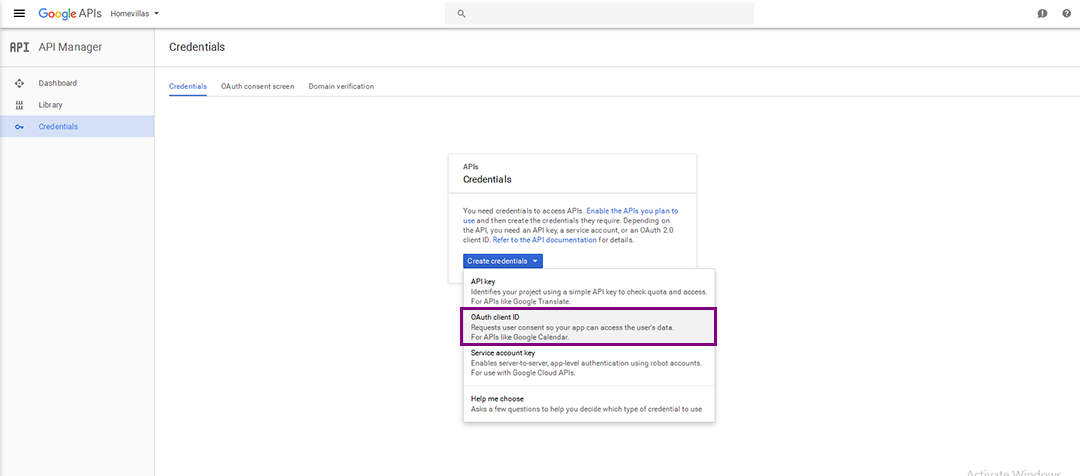 Google APIs Homevillas
API API Manager
Credentials
Dashboard
Library
Credentials
Credentials OAuth consent screen Domain verification
APIs
Credentials
You need credentials to access APIs. Enable the APIs you plan to
use and then create the credentials they require. Depending on
the API, you need an API key, a service account, or an OAuth 2.0
client ID. Refer to the API documentation for details.
Create credentials
API key
Identifies your project using a simple API key to check quota and access.
For APIs like Google Translate.
OAuth client ID
Requests user consent so your app can access the user's data.
For APIs like Google Calendar.
Service account key
Enables server-to-server, app-level authentication using robot accounts.
For use with Google Cloud APIs.
Help me choose
Asks a few questions to help you decide which type of credential to use
Activate Windows